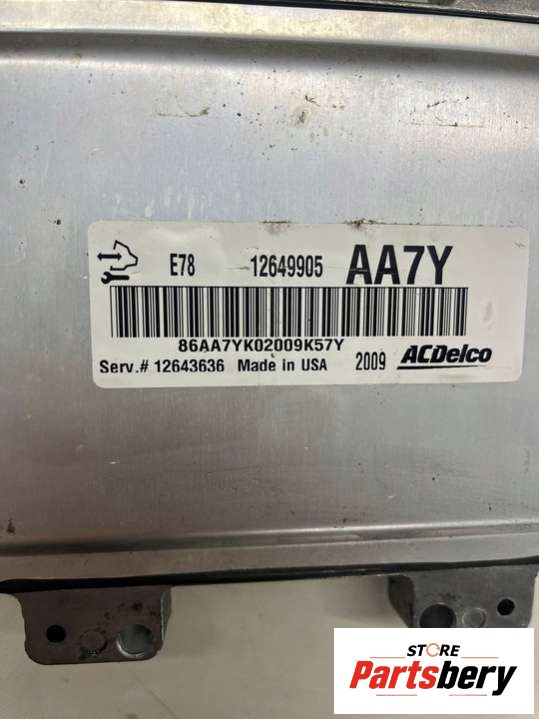 E78 12649905 AA7Y
86AA7YK02009K57Y
Serv.# 12643636 Made in USA 2009 ACDelco
STORE
Partsbery